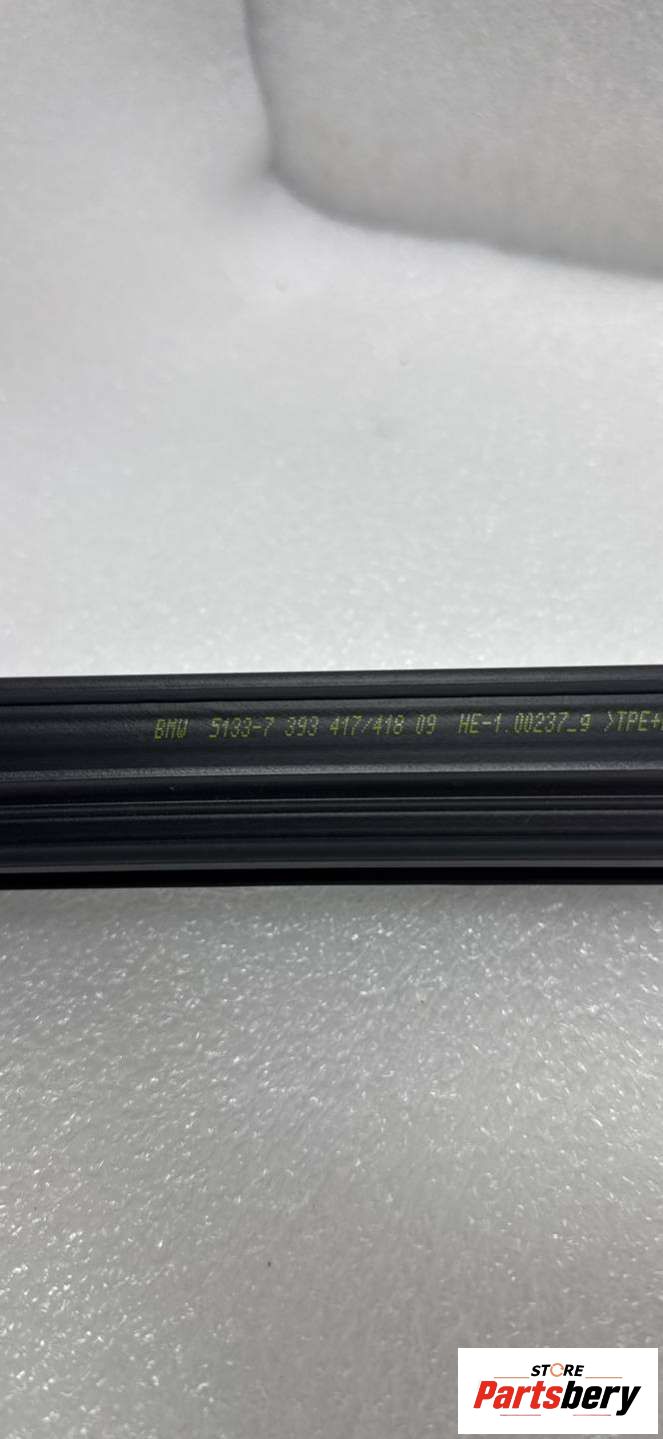 BMW 5133-7 393 417/418 09 HE-1.00237_9 >TPE+
STORE
Partsbery